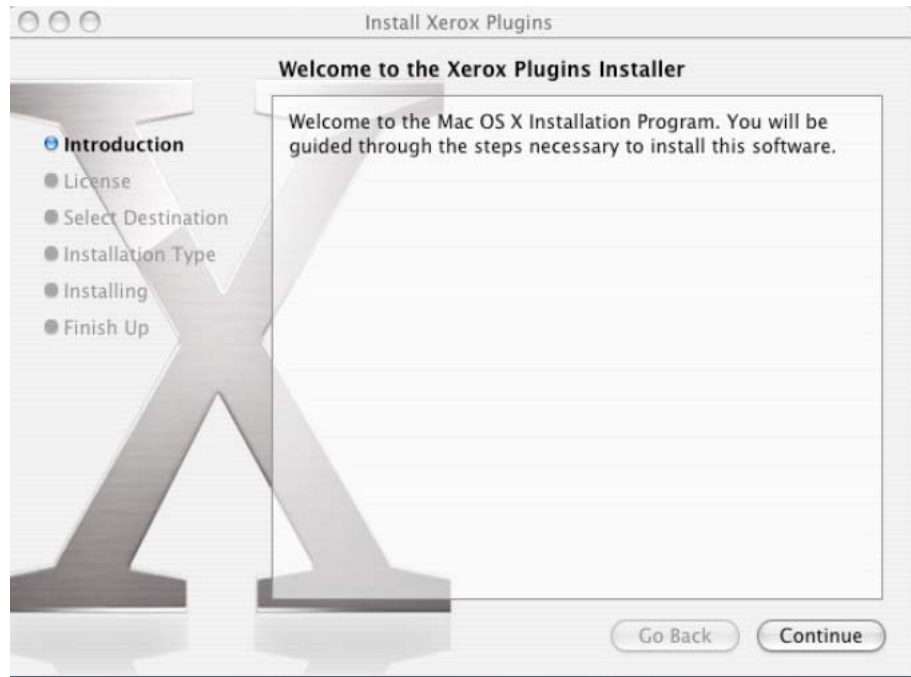 Install Xerox Plugins
Welcome to the Xerox Plugins Installer
Introduction
License
Select Destination
Installation Type
Installing
Finish Up
Welcome to the Mac OS X Installation Program. You will be
guided through the steps necessary to install this software.
Go Back
Continue